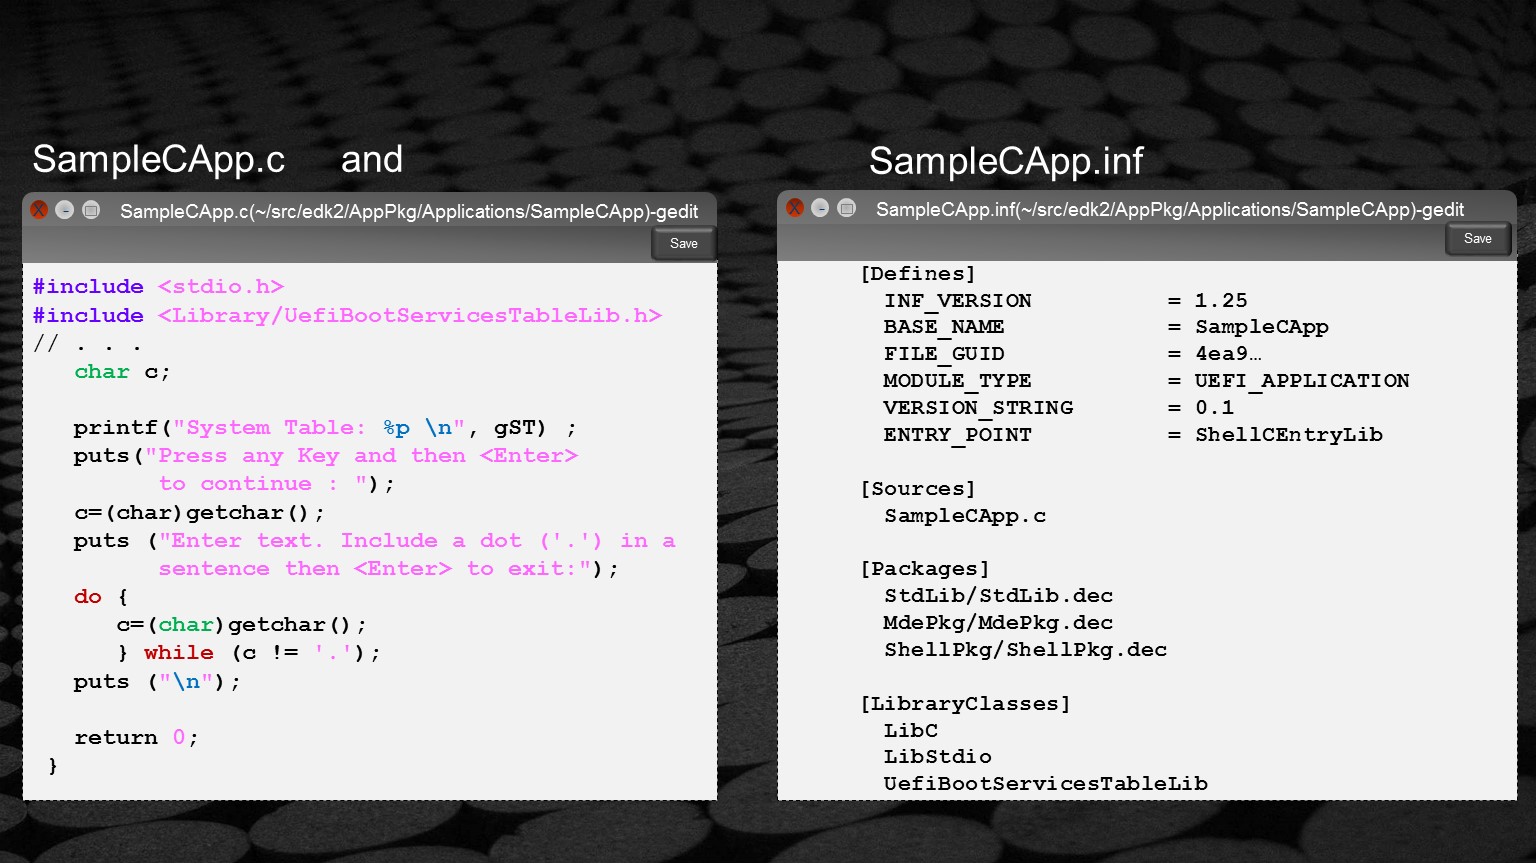 SampleCApp.c and
SampleCApp.c(~/src/edk2/AppPkg/Applications/SampleCApp)-gedit
Save
#include <stdio.h>
#include <Library/UefiBootServicesTableLib.h>
// . . .
char c;
printf("System Table: %p \n", gST) ;
puts("Press any Key and then <Enter>
to continue : ");
c=(char)getchar();
puts ("Enter text. Include a dot ('.') in a
sentence then <Enter> to exit:");
do {
c=(char)getchar();
} while (c != '.');
puts ("\n");
return 0;
}
SampleCApp.inf
SampleCApp.inf(~/src/edk2/AppPkg/Applications/SampleCApp)-gedit
Save
[Defines]
INF_VERSION = 1.25
BASE_NAME = SampleCApp
FILE_GUID = 4ea9…
MODULE_TYPE = UEFI_APPLICATION
VERSION_STRING = 0.1
ENTRY_POINT = ShellCEntryLib
[Sources]
SampleCApp.c
[Packages]
StdLib/StdLib.dec
MdePkg/MdePkg.dec
ShellPkg/ShellPkg.dec
[LibraryClasses]
LibC
LibStdio
UefiBootServicesTableLib